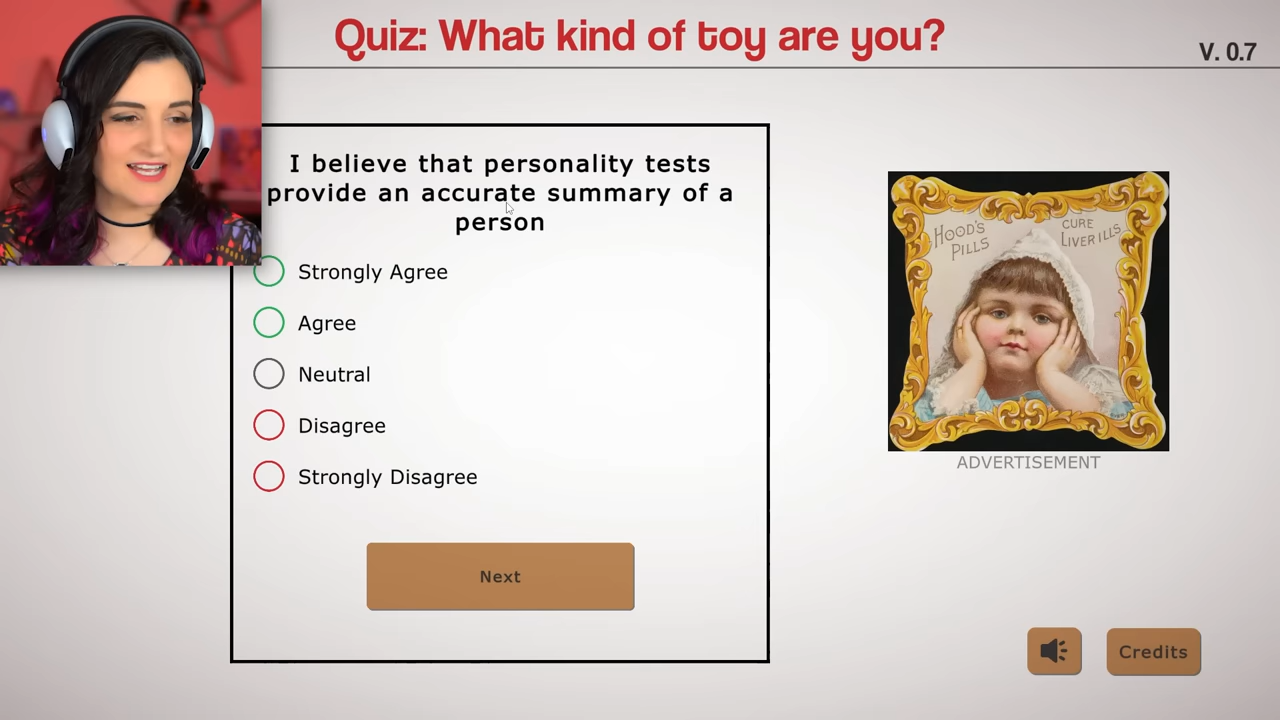 Quiz: What kind of toy are you?
V. 0.7
I believe that personality tests
provide an accurate summary of a
person
Strongly Agree
Agree
Neutral
Disagree
Strongly Disagree
Next
HOOD'S
PILLS
CURE
LIVER ILLS
ADVERTISEMENT
Credits